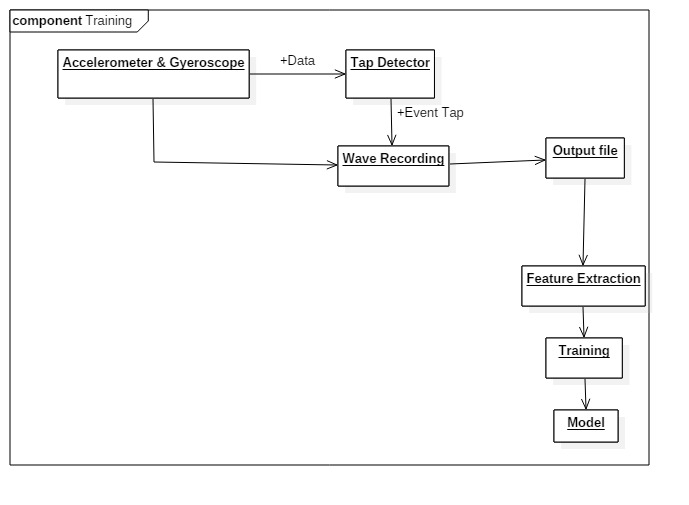 component Training
Accelerometer & Gyeroscope
+Data
Tap Detector
+Event Tap
Wave Recording
Output file
Feature Extraction
Training
Model